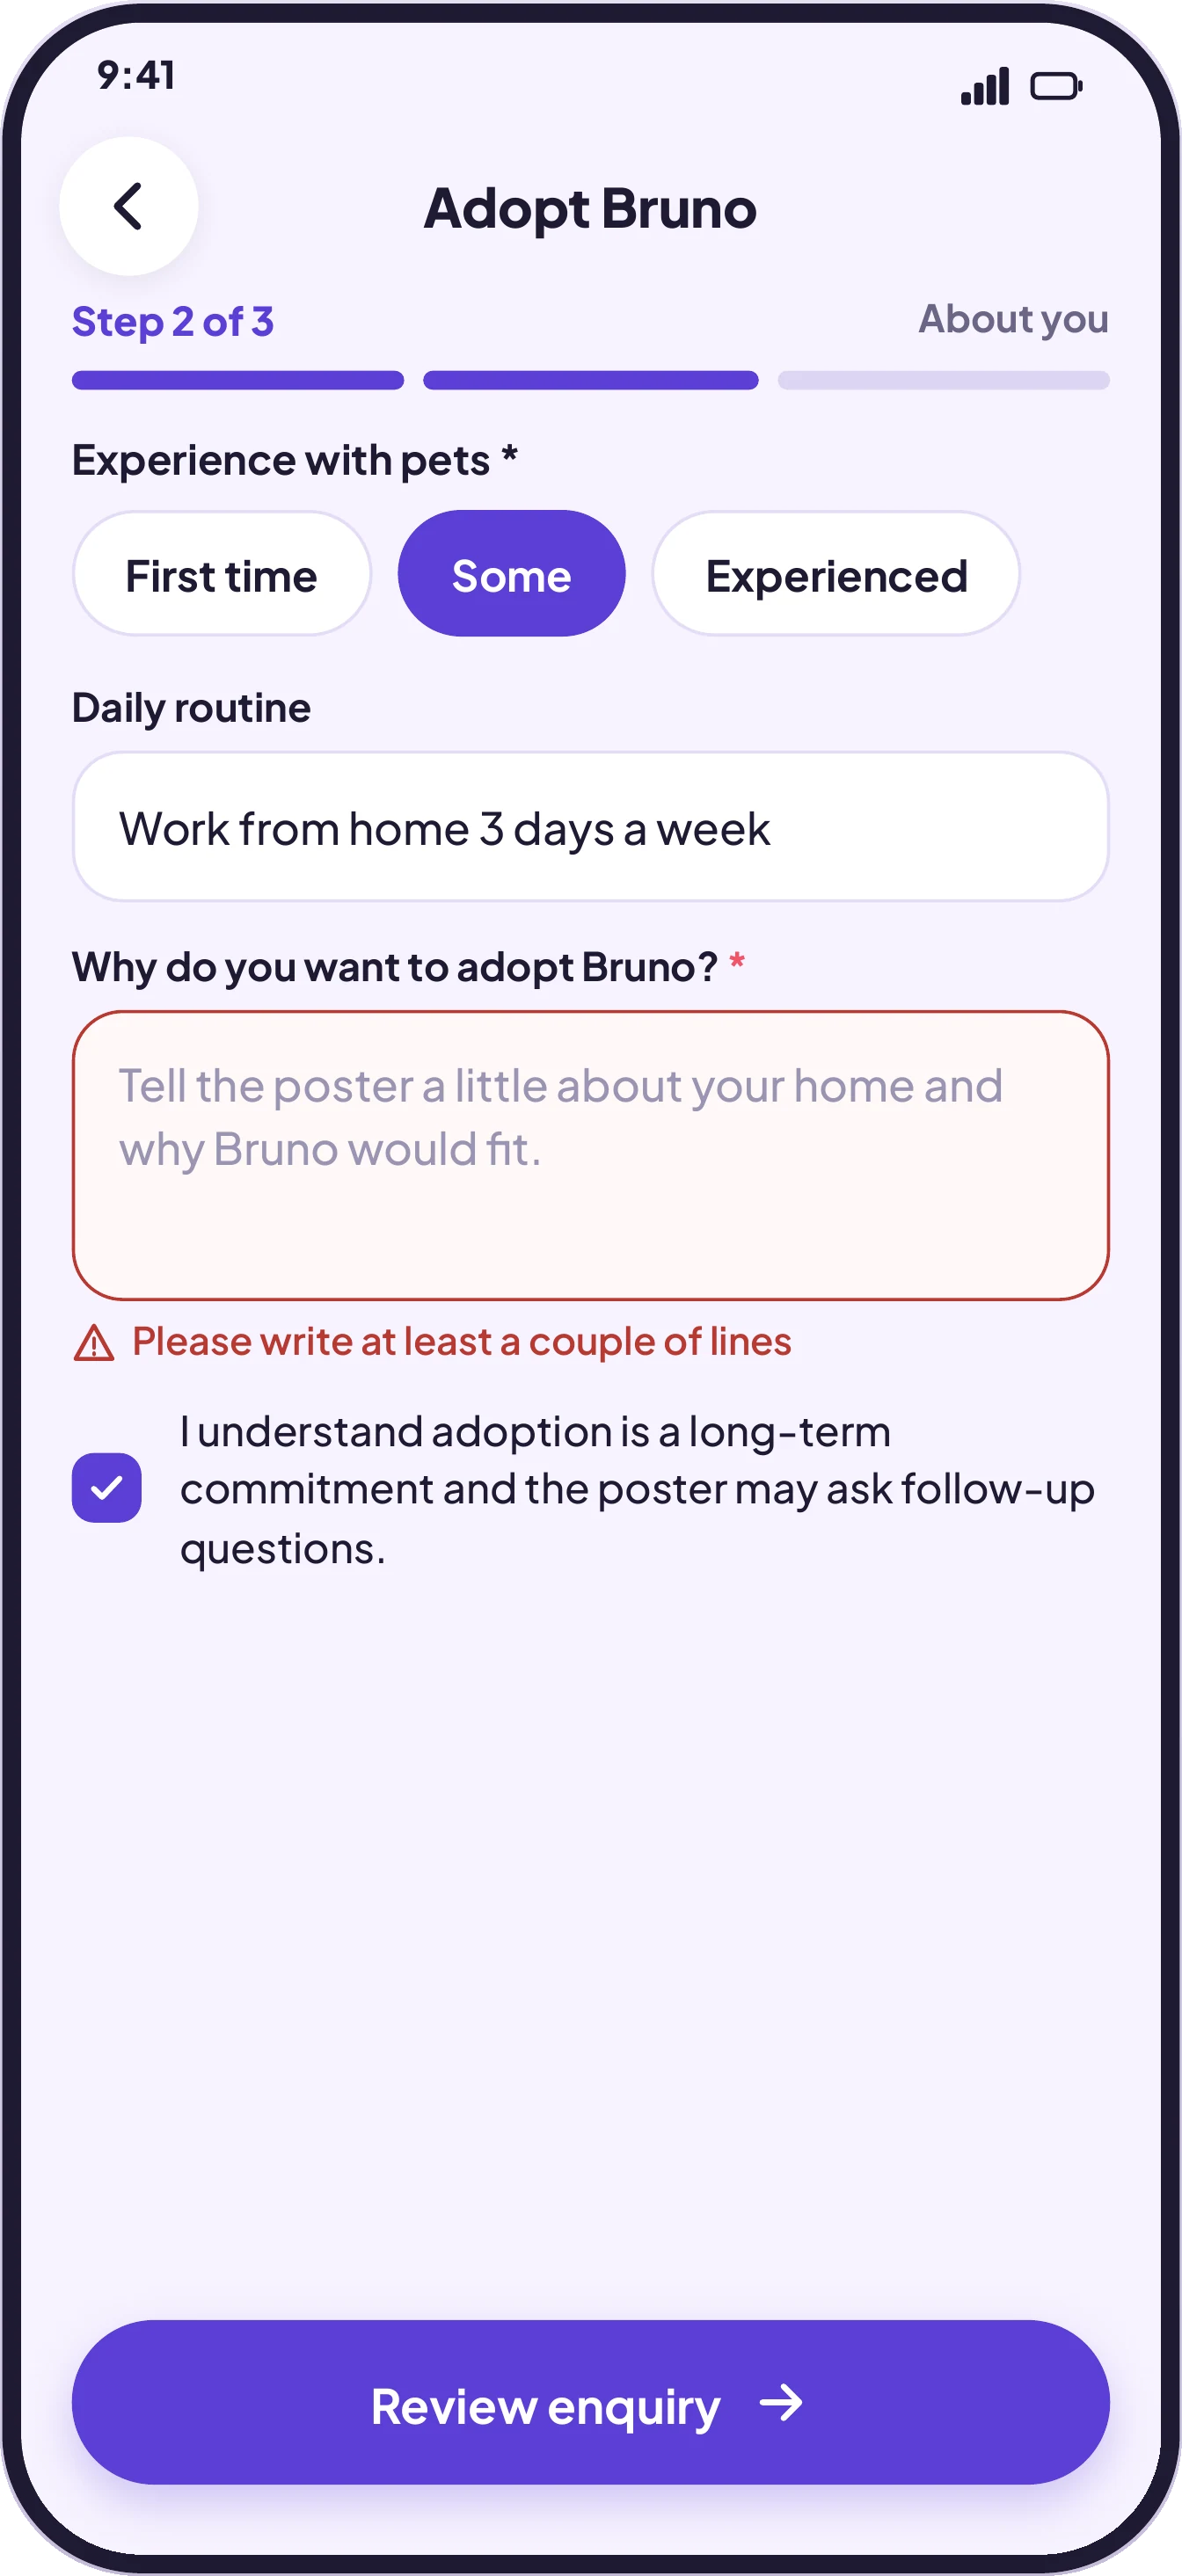 9:41
Adopt Bruno
Step 2 of 3
About you
Experience with pets *
First time
Some
Experienced
Daily routine
Work from home 3 days a week
Why do you want to adopt Bruno? *
Tell the poster a little about your home and
why Bruno would fit.
Please write at least a couple of lines
I understand adoption is a long-term
commitment and the poster may ask follow-up
questions.
Review enquiry